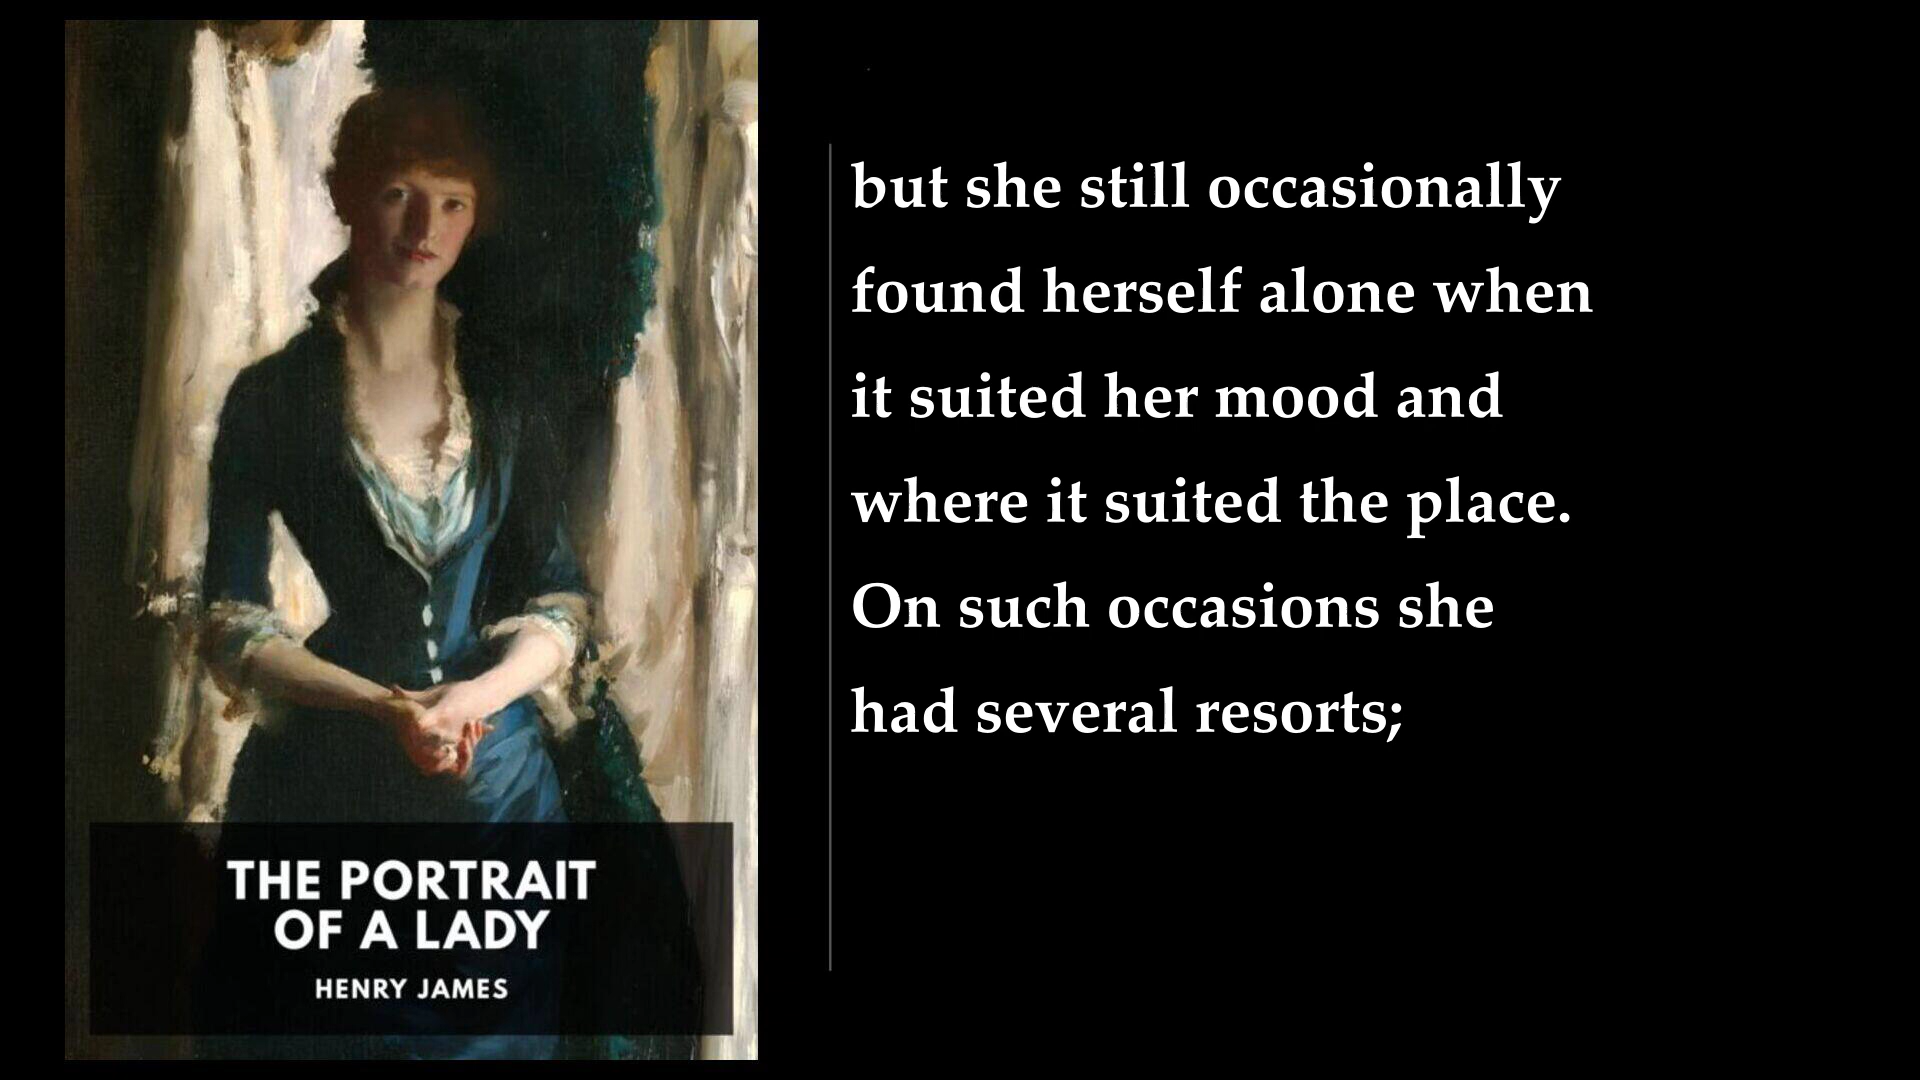 but she still occasionally
found herself alone when
it suited her mood and
where it suited the place.
On such occasions she
had several resorts;
THE PORTRAIT
OF A LADY
HENRY JAMES